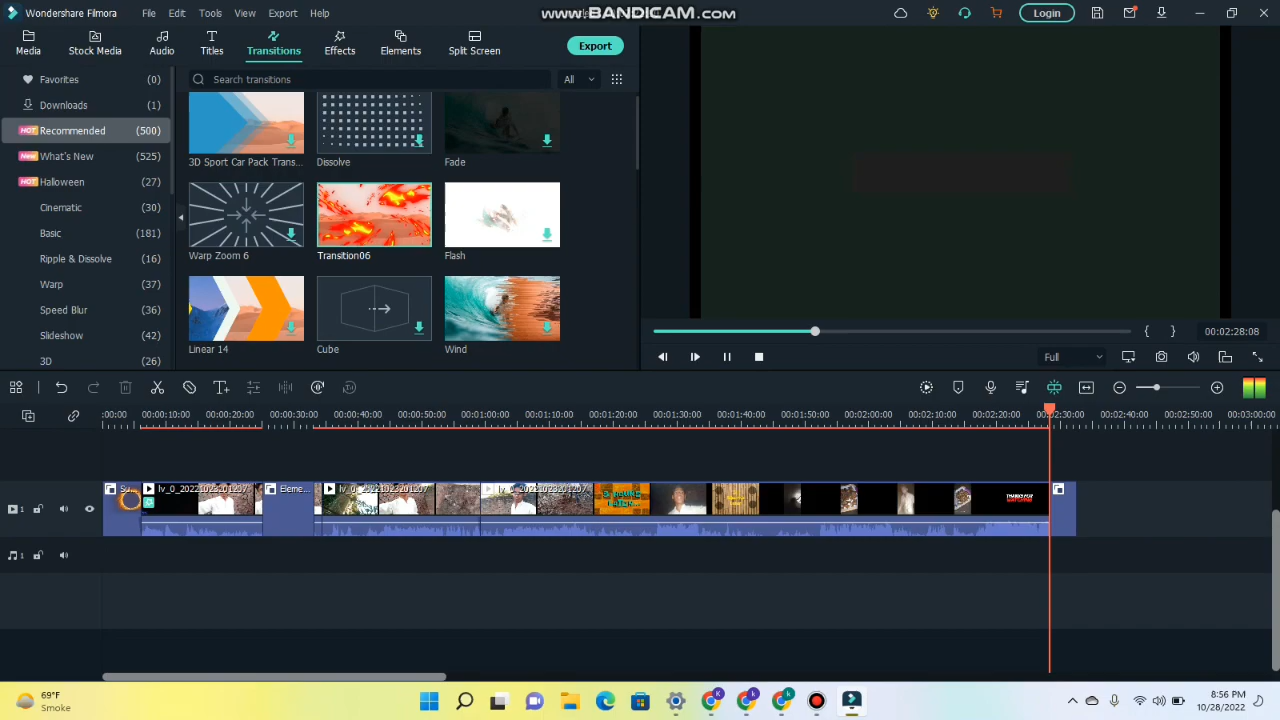 Wondershare Filmora
File
Edit
Tools
View
Export
Help
www.BANDICAM.com
Login
Media
Stock Media
Audio
Titles
Transitions
Effects
Elements
Split Screen
Export
Favorites (0)
Downloads (1)
HOT Recommended (500)
New What's New (525)
HOT Halloween (27)
Cinematic (30)
Basic (181)
Ripple & Dissolve (16)
Warp (37)
Speed Blur (36)
Slideshow (42)
3D (26)
Search transitions
All
3D Sport Car Pack Trans...
Dissolve
Fade
Warp Zoom 6
Transition06
Flash
Linear 14
Cube
Wind
00:02:28:08
Full
:00:00 00:00:10:00 00:00:20:00 00:00:30:00 00:00:40:00 00:00:50:00 00:01:00:00 00:01:10:00 00:01:20:00 00:01:30:00 00:01:40:00 00:01:50:00 00:02:00:00 00:02:10:00 00:02:20:00 00:02:30:00 00:02:40:00 00:02:50:00 00:03:00:00
1
lv_0_20221023201207
Eleme...
lv_0_20221023201207
lv_0_20221023201207
1
69°F
Smoke
8:56 PM
10/28/2022